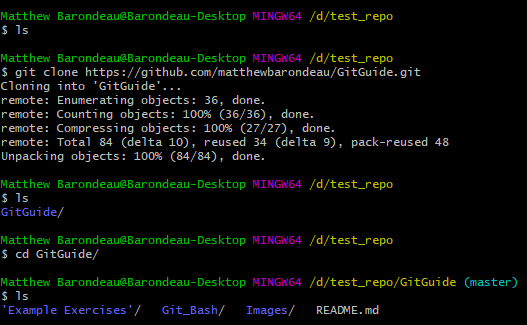 Matthew Barondeau@Barondeau-Desktop MINGW64 /d/test_repo
$ ls
Matthew Barondeau@Barondeau-Desktop MINGW64 /d/test_repo
$ git clone https://github.com/matthewbarondeau/GitGuide.git
Cloning into 'GitGuide'...
remote: Enumerating objects: 36, done.
remote: Counting objects: 100% (36/36), done.
remote: Compressing objects: 100% (27/27), done.
remote: Total 84 (delta 10), reused 34 (delta 9), pack-reused 48
Unpacking objects: 100% (84/84), done.
Matthew Barondeau@Barondeau-Desktop MINGW64 /d/test_repo
$ ls
GitGuide/
Matthew Barondeau@Barondeau-Desktop MINGW64 /d/test_repo
$ cd GitGuide/
Matthew Barondeau@Barondeau-Desktop MINGW64 /d/test_repo/GitGuide (master)
$ ls
'Example Exercises'/   Git_Bash/   Images/   README.md